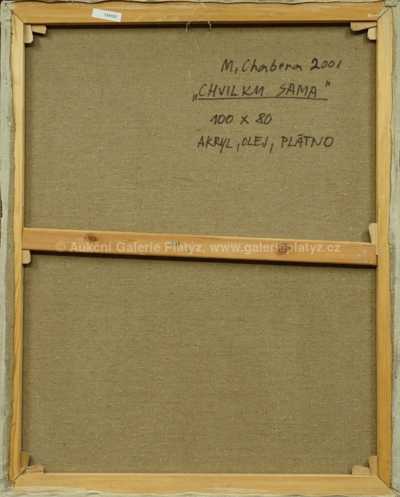 M. Chabera 2001
„CHVILKU SAMA"
100 x 80
AKRYL, OLEJ, PLÁTNO
© Aukční Galerie Platýz, www.galerieplatyz.cz